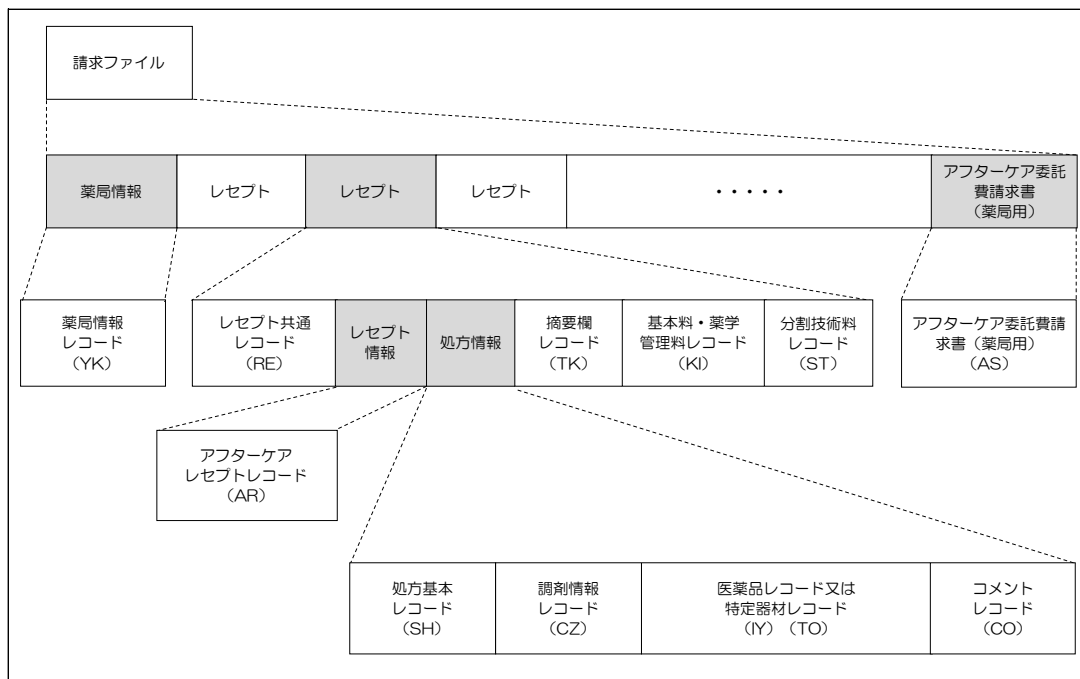 請求ファイル
薬局情報
レセプト
レセプト
レセプト
・・・・・
アフターケア委託
費請求書
（薬局用）
薬局情報
レコード
（YK）
レセプト共通
レコード
（RE）
レセプト
情報
処方情報
摘要欄
レコード
（TK）
基本料・薬学
管理料レコード
（KI）
分割技術料
レコード
（ST）
アフターケア委託費請
求書（薬局用）
（AS）
アフターケア
レセプトレコード
（AR）
処方基本
レコード
（SH）
調剤情報
レコード
（CZ）
医薬品レコード又は
特定器材レコード
（IY）（TO）
コメント
レコード
（CO）